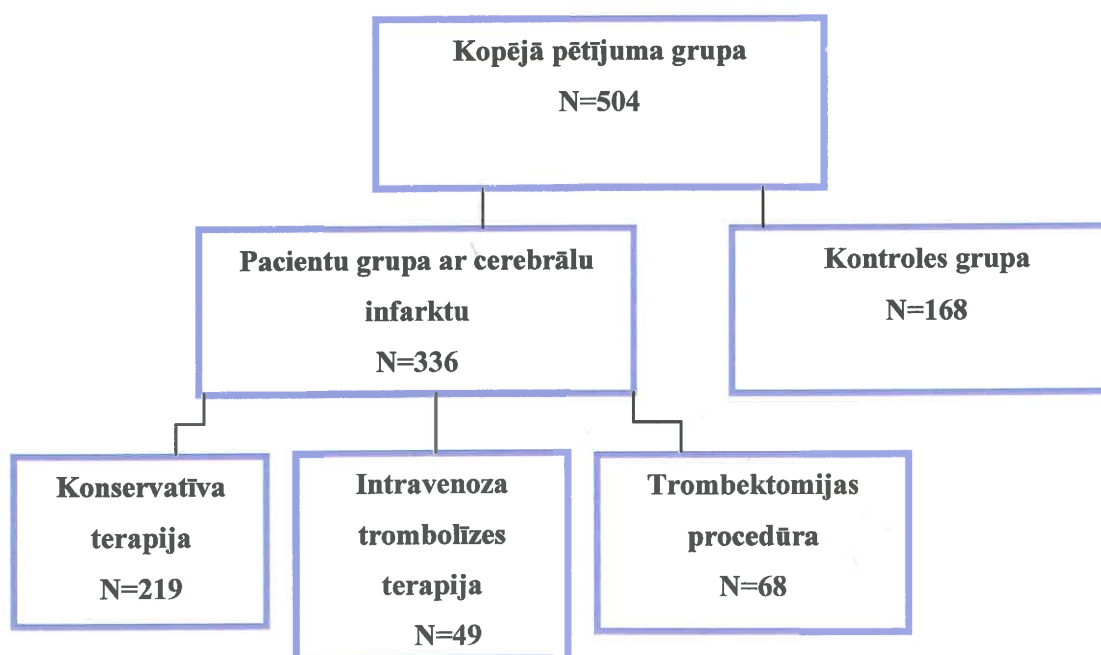 Kopējā pētījuma grupa
N=504
Pacientu grupa ar cerebrālu
infarktu
N=336
Kontroles grupa
N=168
Konservatīva
terapija
N=219
Intravenoza
trombolīzes
terapija
N=49
Trombektomijas
procedūra
N=68